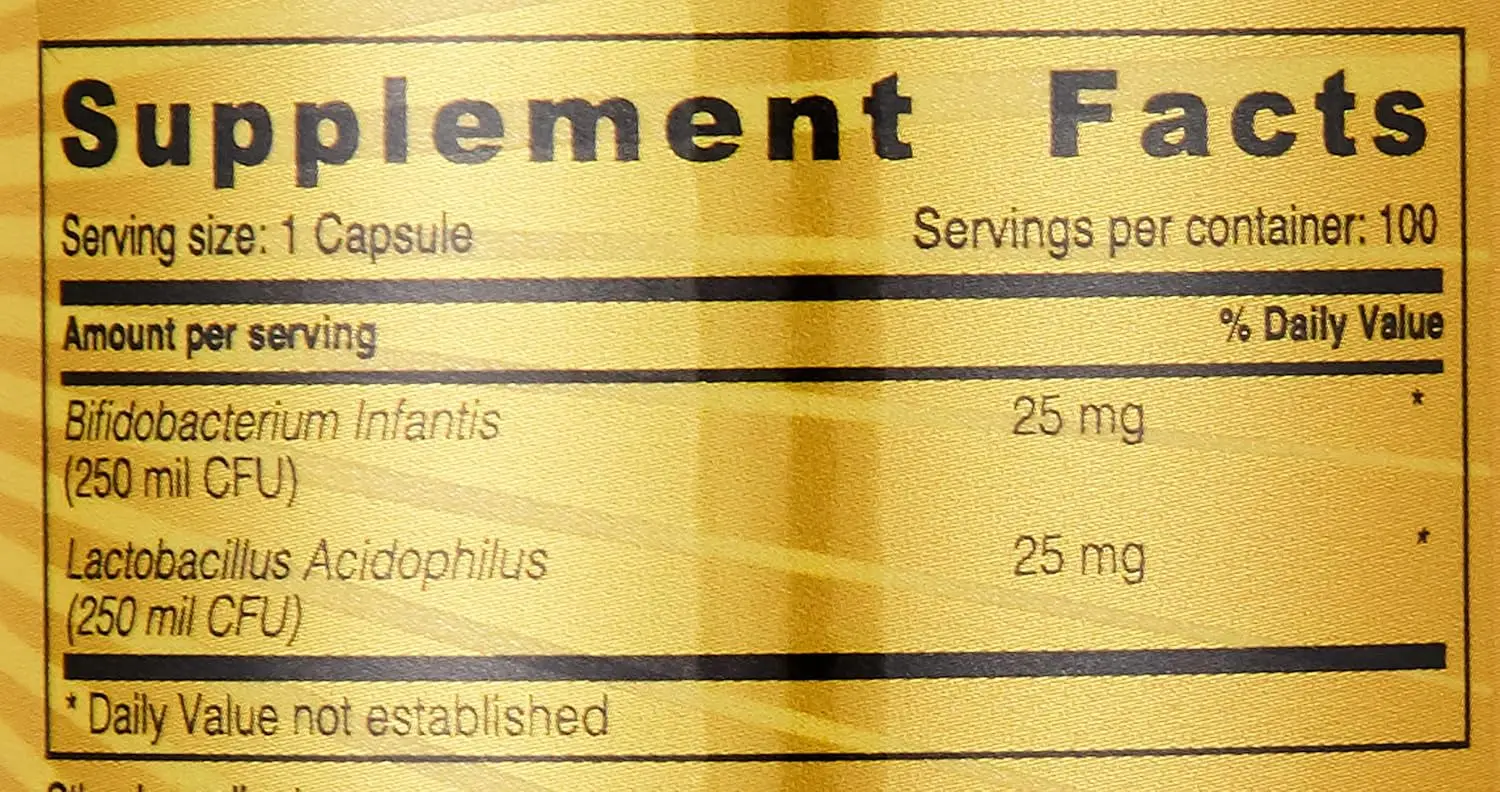 Supplement Facts
Serving size: 1 Capsule Servings per container: 100
Amount per serving % Daily Value
Bifidobacterium Infantis 25 mg *
(250 mil CFU)
Lactobacillus Acidophilus 25 mg *
(250 mil CFU)
* Daily Value not established